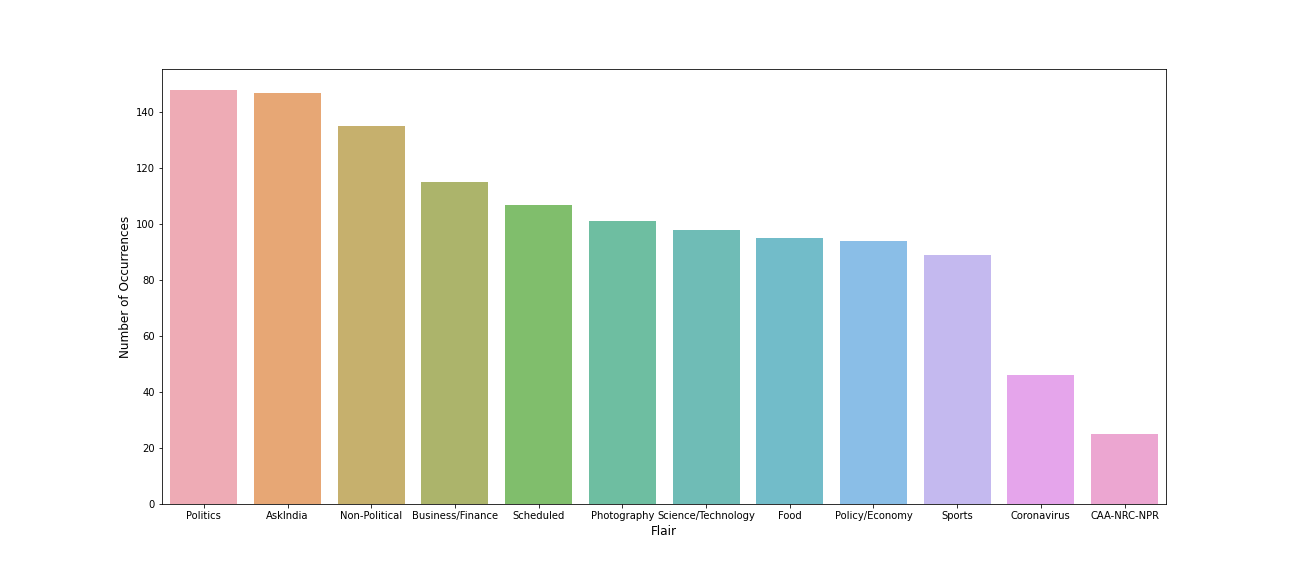 Number of Occurrences
140
120
100
80
60
40
20
0
Politics AskIndia Non-Political Business/Finance Scheduled Photography Science/Technology Food Policy/Economy Sports Coronavirus CAA-NRC-NPR
Flair